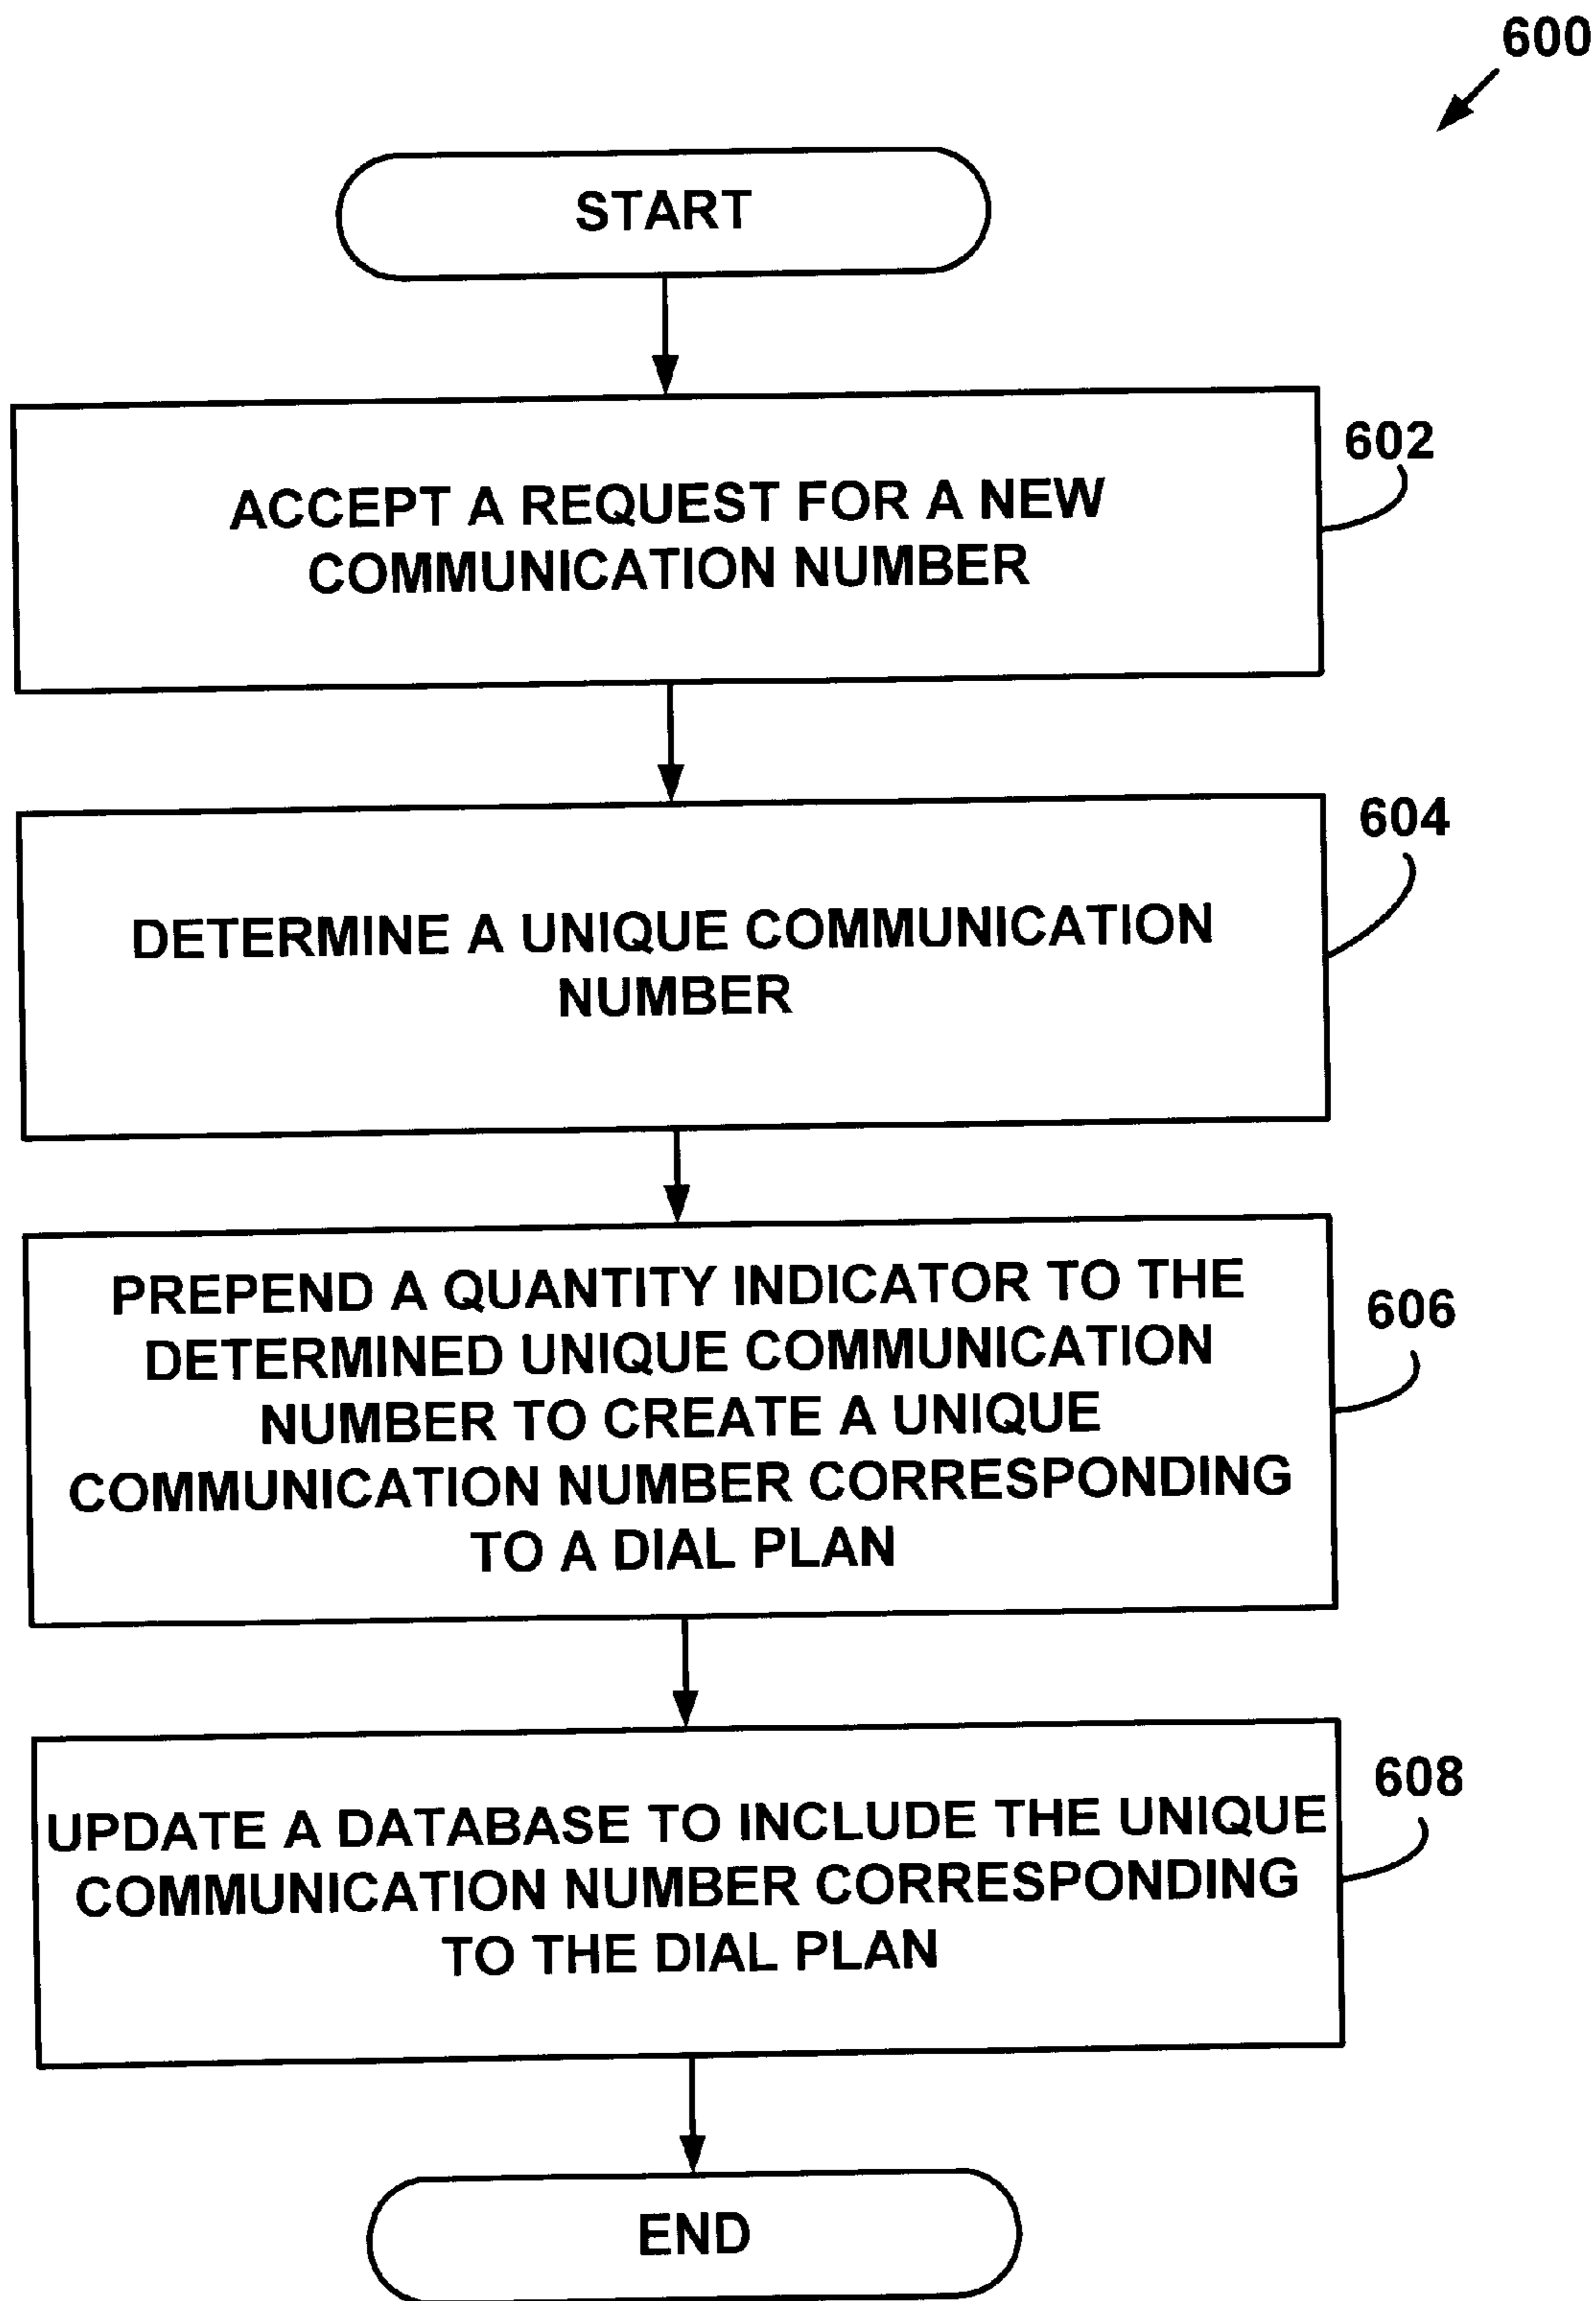 600
START
ACCEPT A REQUEST FOR A NEW
COMMUNICATION NUMBER
602
DETERMINE A UNIQUE COMMUNICATION
NUMBER
604
PREPEND A QUANTITY INDICATOR TO THE
DETERMINED UNIQUE COMMUNICATION
NUMBER TO CREATE A UNIQUE
COMMUNICATION NUMBER CORRESPONDING
TO A DIAL PLAN
606
UPDATE A DATABASE TO INCLUDE THE UNIQUE
COMMUNICATION NUMBER CORRESPONDING
TO THE DIAL PLAN
608
END